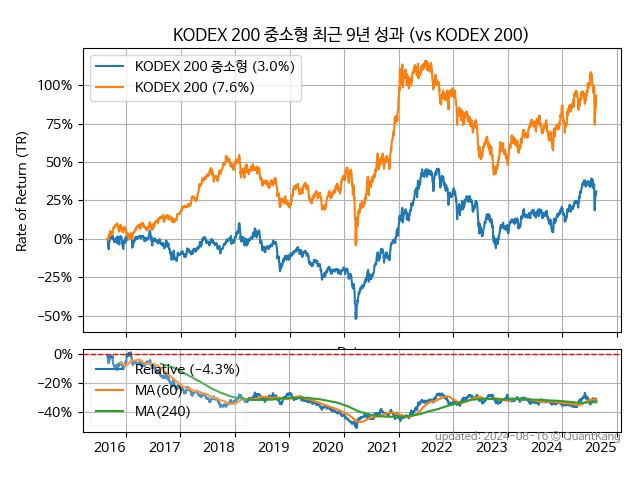 KODEX 200 중소형 최근 9년 성과 (vs KODEX 200)
KODEX 200 중소형 (3.0%)
KODEX 200 (7.6%)
Rate of Return (TR)
100%
75%
50%
25%
0%
−25%
−50%
0%
−20%
−40%
Relative (−4.3%)
MA(60)
MA(240)
updated: 2024-08-16 © QuantKang
2016 2017 2018 2019 2020 2021 2022 2023 2024 2025